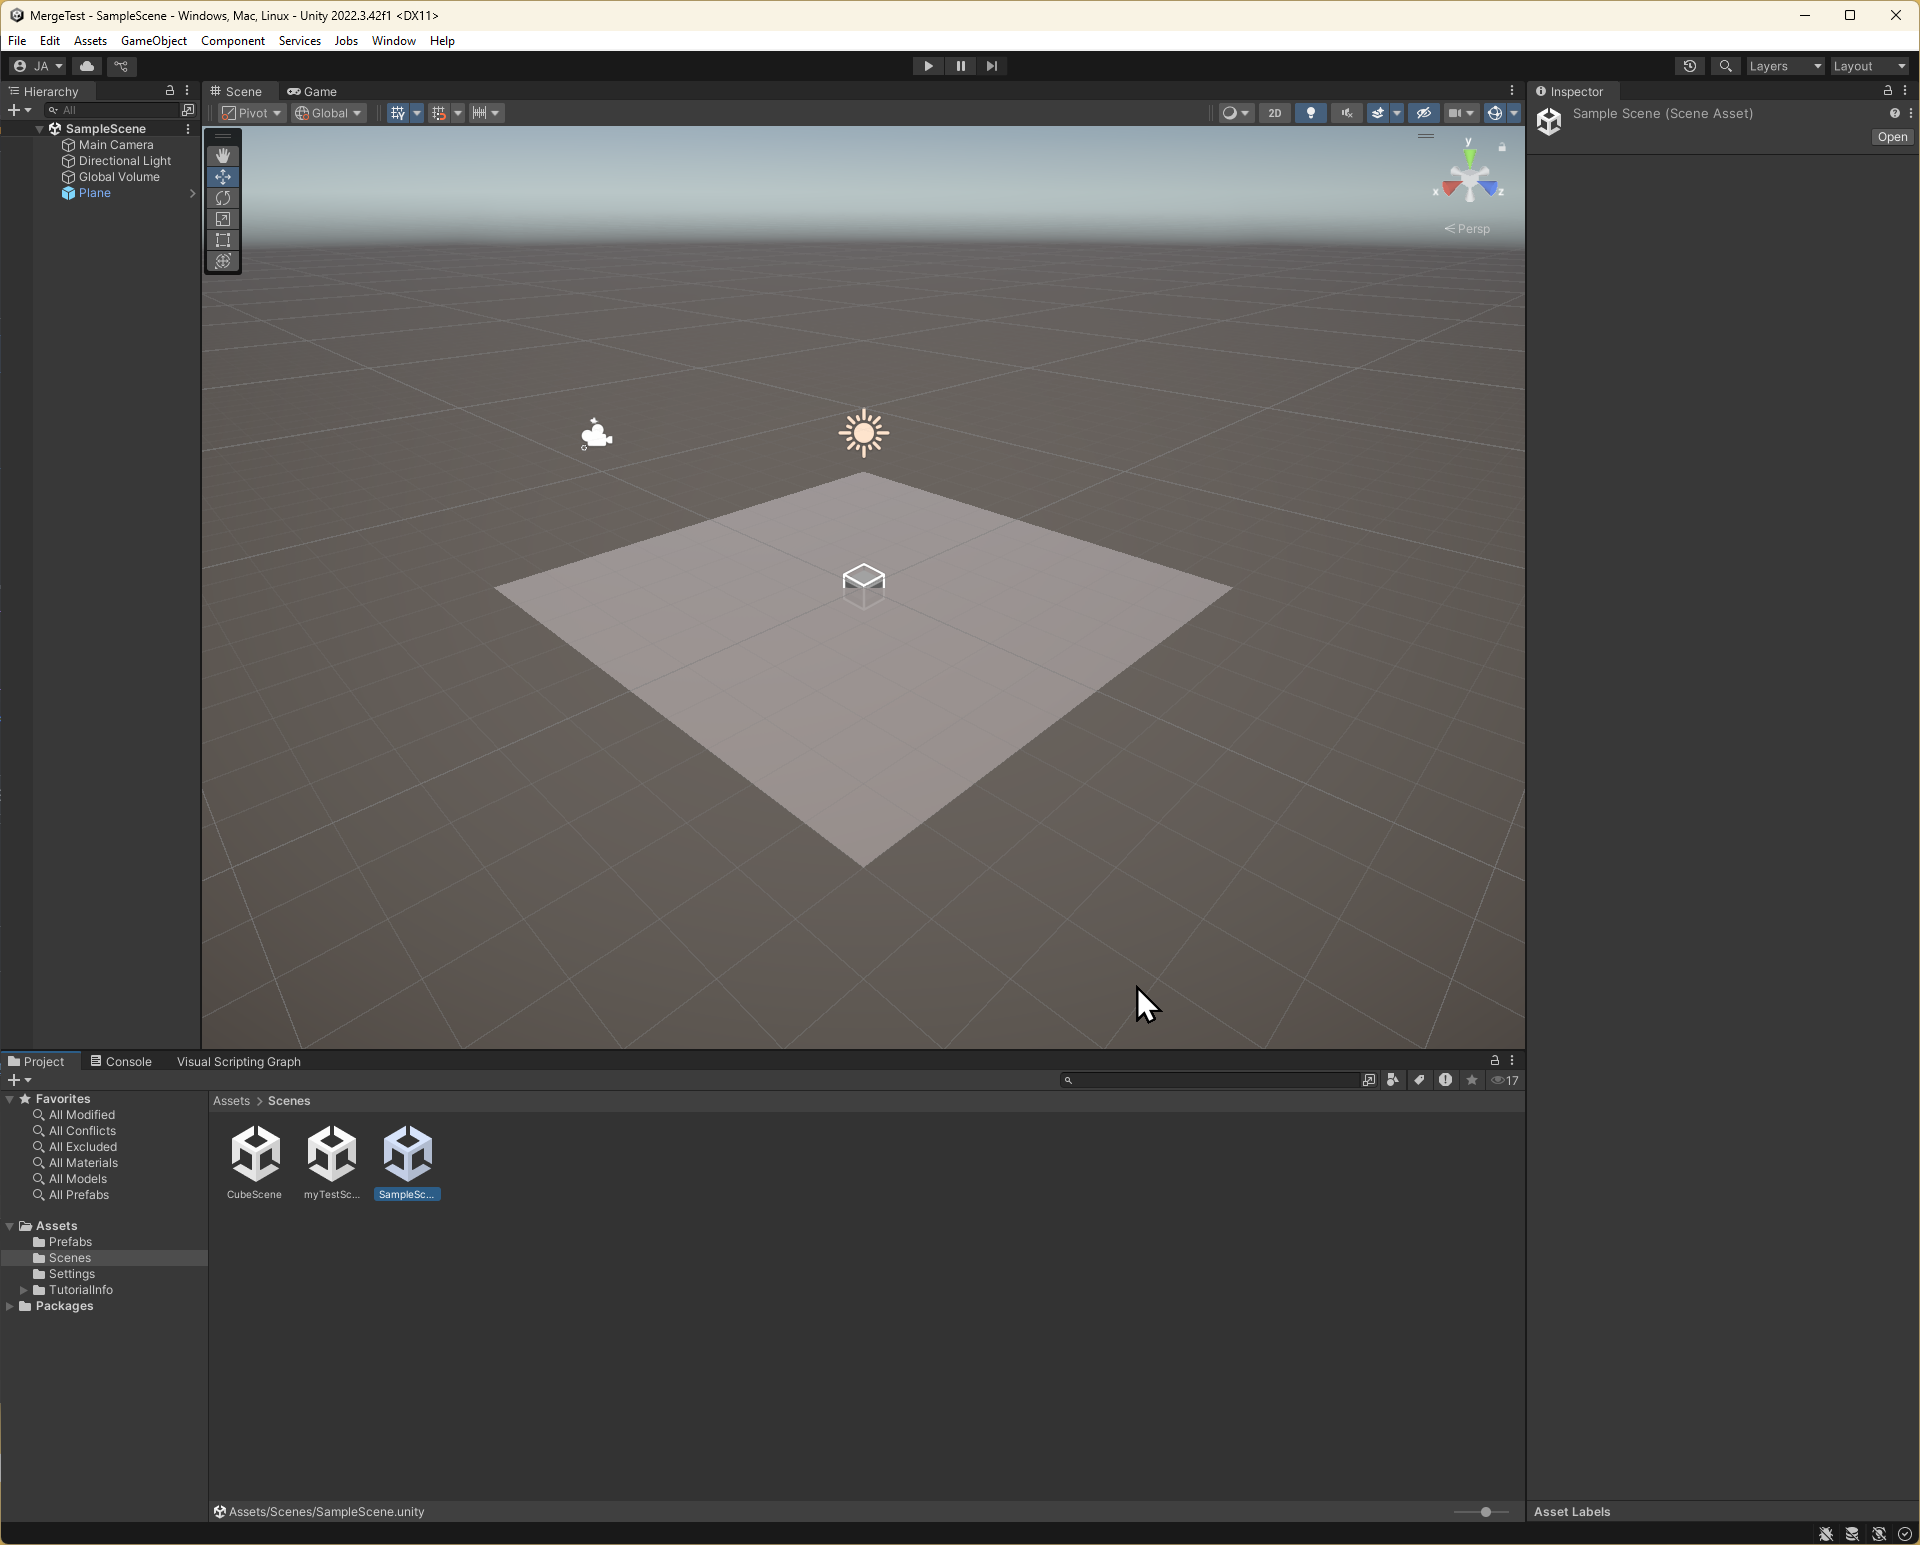 MergeTest - SampleScene - Windows, Mac, Linux - Unity 2022.3.42f1 <DX11>
File Edit Assets GameObject Component Services Jobs Window Help
JA Layers Layout
Hierarchy
All
SampleScene
Main Camera
Directional Light
Global Volume
Plane
Scene Game
Pivot Global 2D
y
x z
Persp
Inspector
Sample Scene (Scene Asset)
Open
Project Console Visual Scripting Graph
17
Favorites
All Modified
All Conflicts
All Excluded
All Materials
All Models
All Prefabs
Assets
Prefabs
Scenes
Settings
TutorialInfo
Packages
Assets > Scenes
CubeScene myTestSc... SampleSc...
Assets/Scenes/SampleScene.unity
Asset Labels